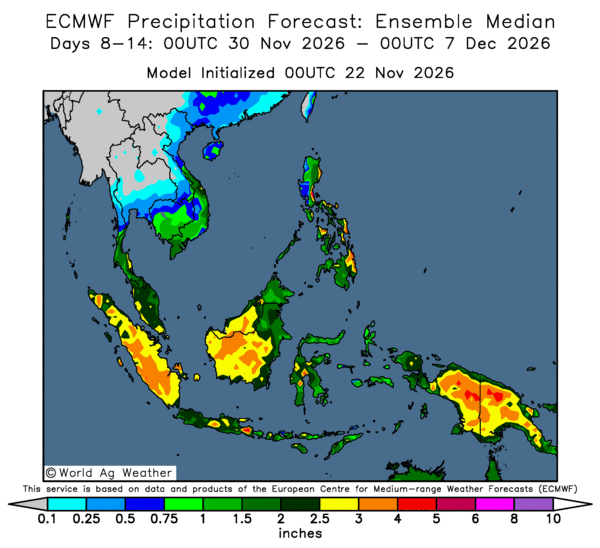 ECMWF Precipitation Forecast: Ensemble Median
Days 8–14: 00UTC 30 Nov 2026 – 00UTC 7 Dec 2026
Model Initialized 00UTC 22 Nov 2026
©World Ag Weather
This service is based on data and products of the European Centre for Medium-range Weather Forecasts (ECMWF)
0.1 0.25 0.5 0.75 1 1.5 2 2.5 3 4 5 6 8 10
inches